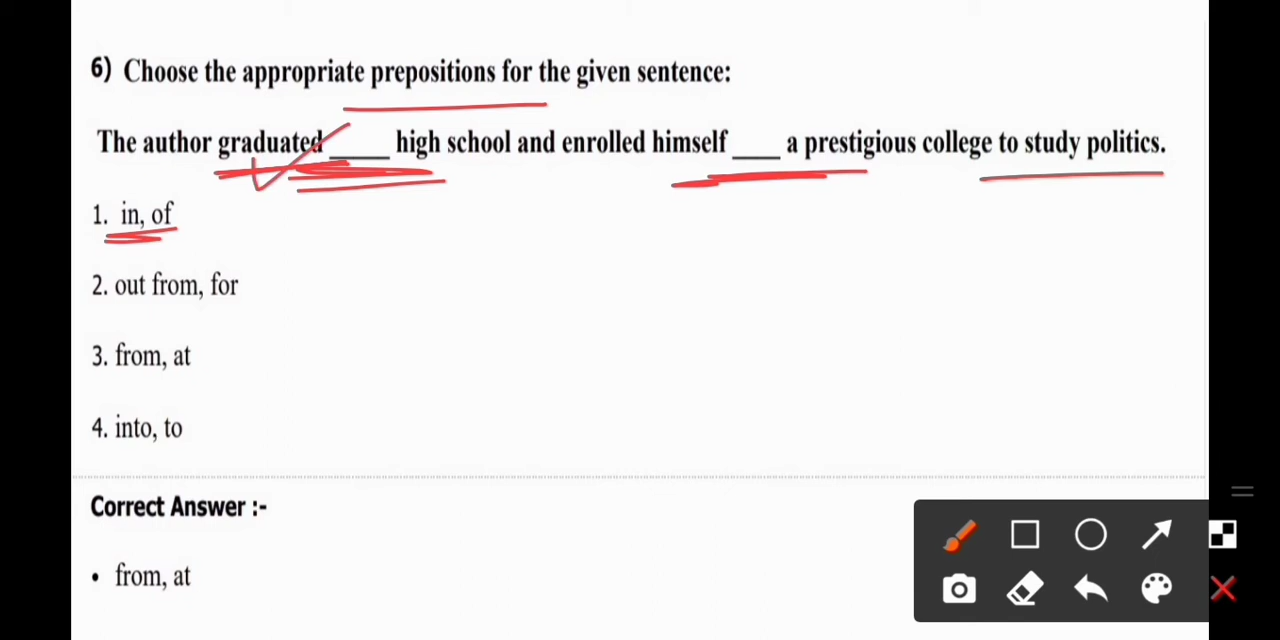 6) Choose the appropriate prepositions for the given sentence:
The author graduated _____ high school and enrolled himself ____ a prestigious college to study politics.
1. in, of
2. out from, for
3. from, at
4. into, to
Correct Answer :-
• from, at